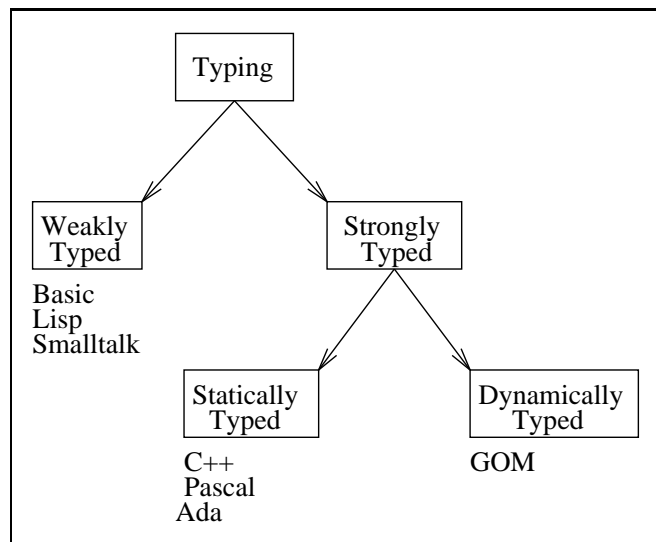 Typing
Weakly
Typed
Strongly
Typed
Basic
Lisp
Smalltalk
Statically
Typed
Dynamically
Typed
C++
Pascal
Ada
GOM